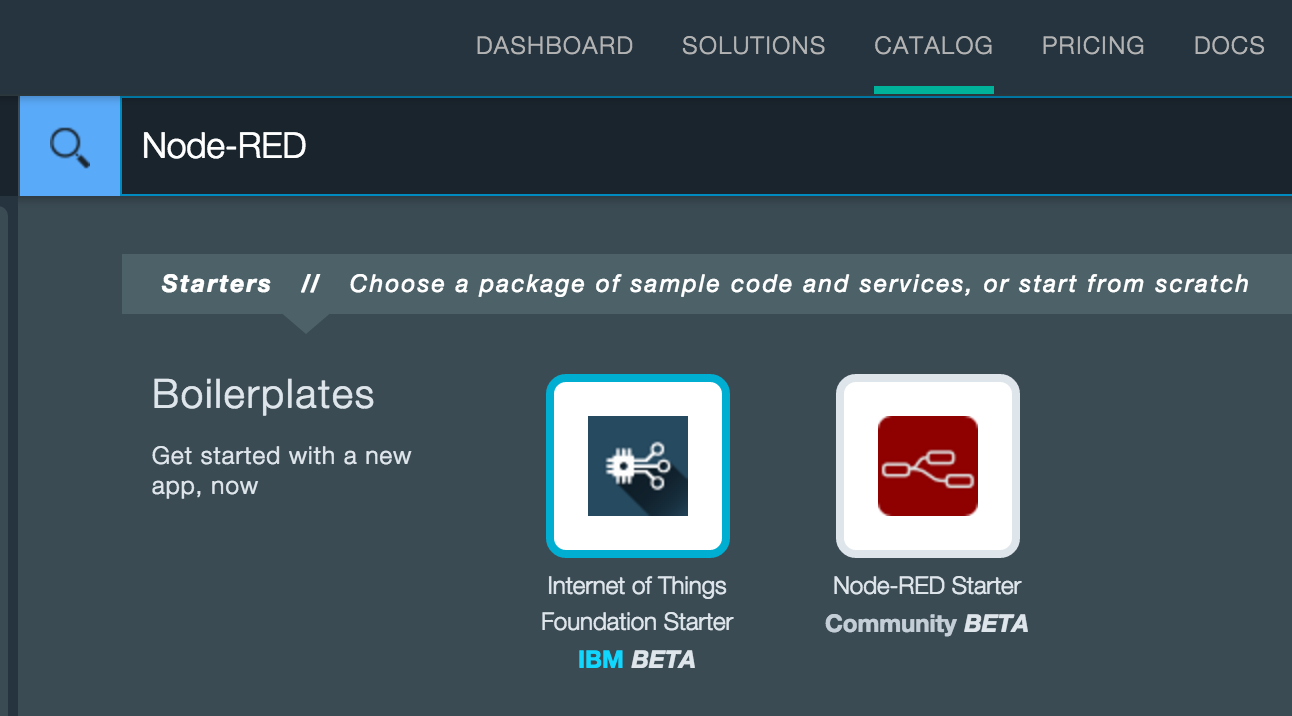 DASHBOARD SOLUTIONS CATALOG PRICING DOCS
Node-RED
Starters // Choose a package of sample code and services, or start from scratch
Boilerplates
Get started with a new
app, now
Internet of Things
Foundation Starter
IBM BETA
Node-RED Starter
Community BETA